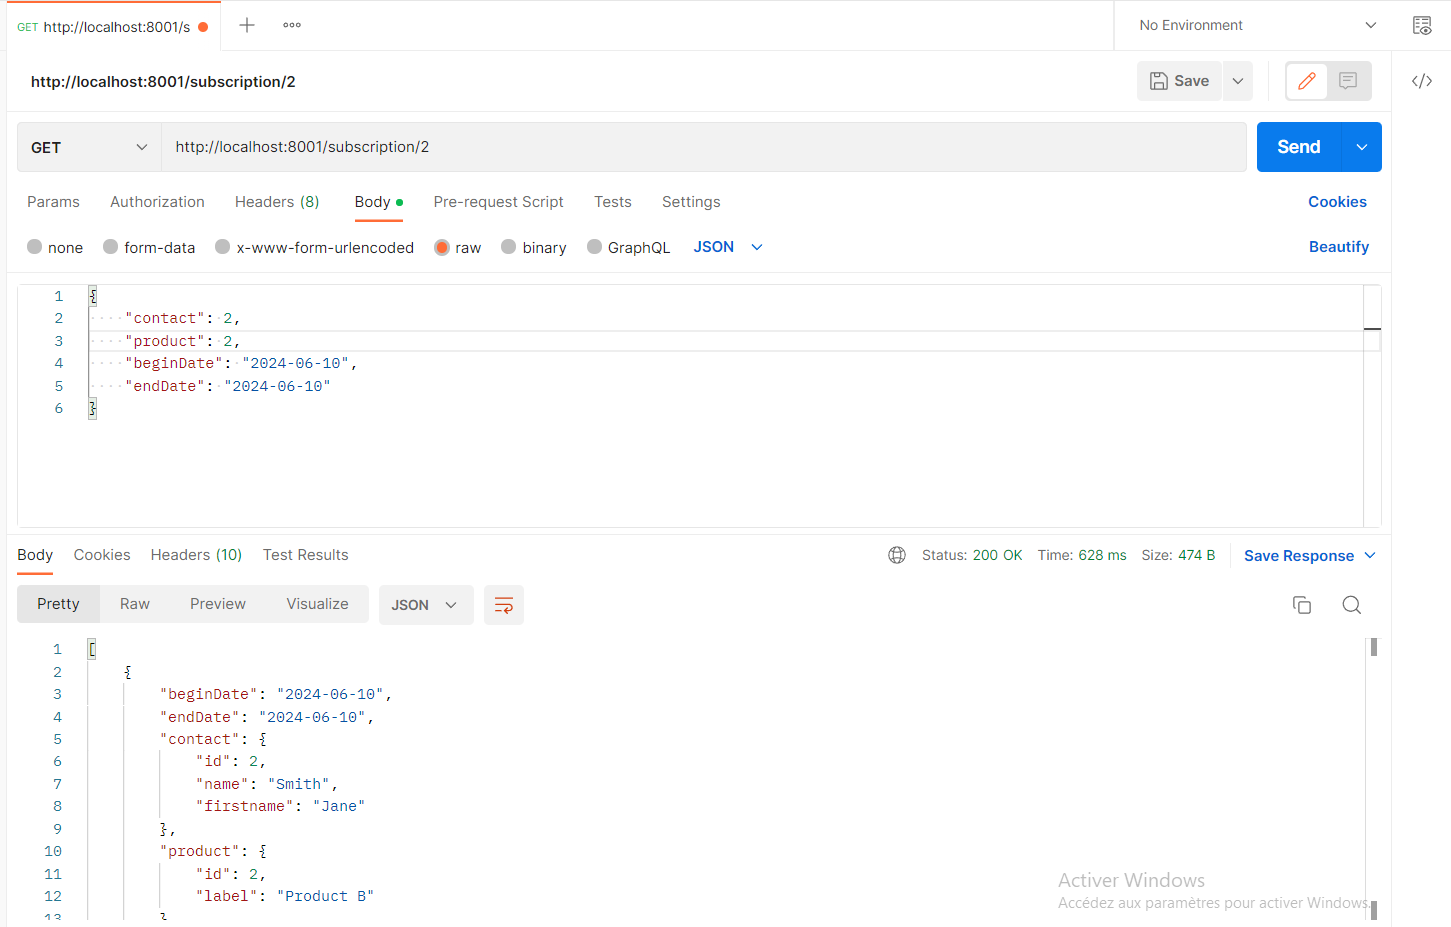 GET http://localhost:8001/s
No Environment
http://localhost:8001/subscription/2
Save
GET http://localhost:8001/subscription/2 Send
Params Authorization Headers (8) Body Pre-request Script Tests Settings Cookies
none form-data x-www-form-urlencoded raw binary GraphQL JSON Beautify
1 {
2 "contact": 2,
3 "product": 2,
4 "beginDate": "2024-06-10",
5 "endDate": "2024-06-10"
6 }
Body Cookies Headers (10) Test Results Status: 200 OK Time: 628 ms Size: 474 B Save Response
Pretty Raw Preview Visualize JSON
1 [
2 {
3 "beginDate": "2024-06-10",
4 "endDate": "2024-06-10",
5 "contact": {
6 "id": 2,
7 "name": "Smith",
8 "firstname": "Jane"
9 },
10 "product": {
11 "id": 2,
12 "label": "Product B"
13 }
Activer Windows
Accédez aux paramètres pour activer Windows.